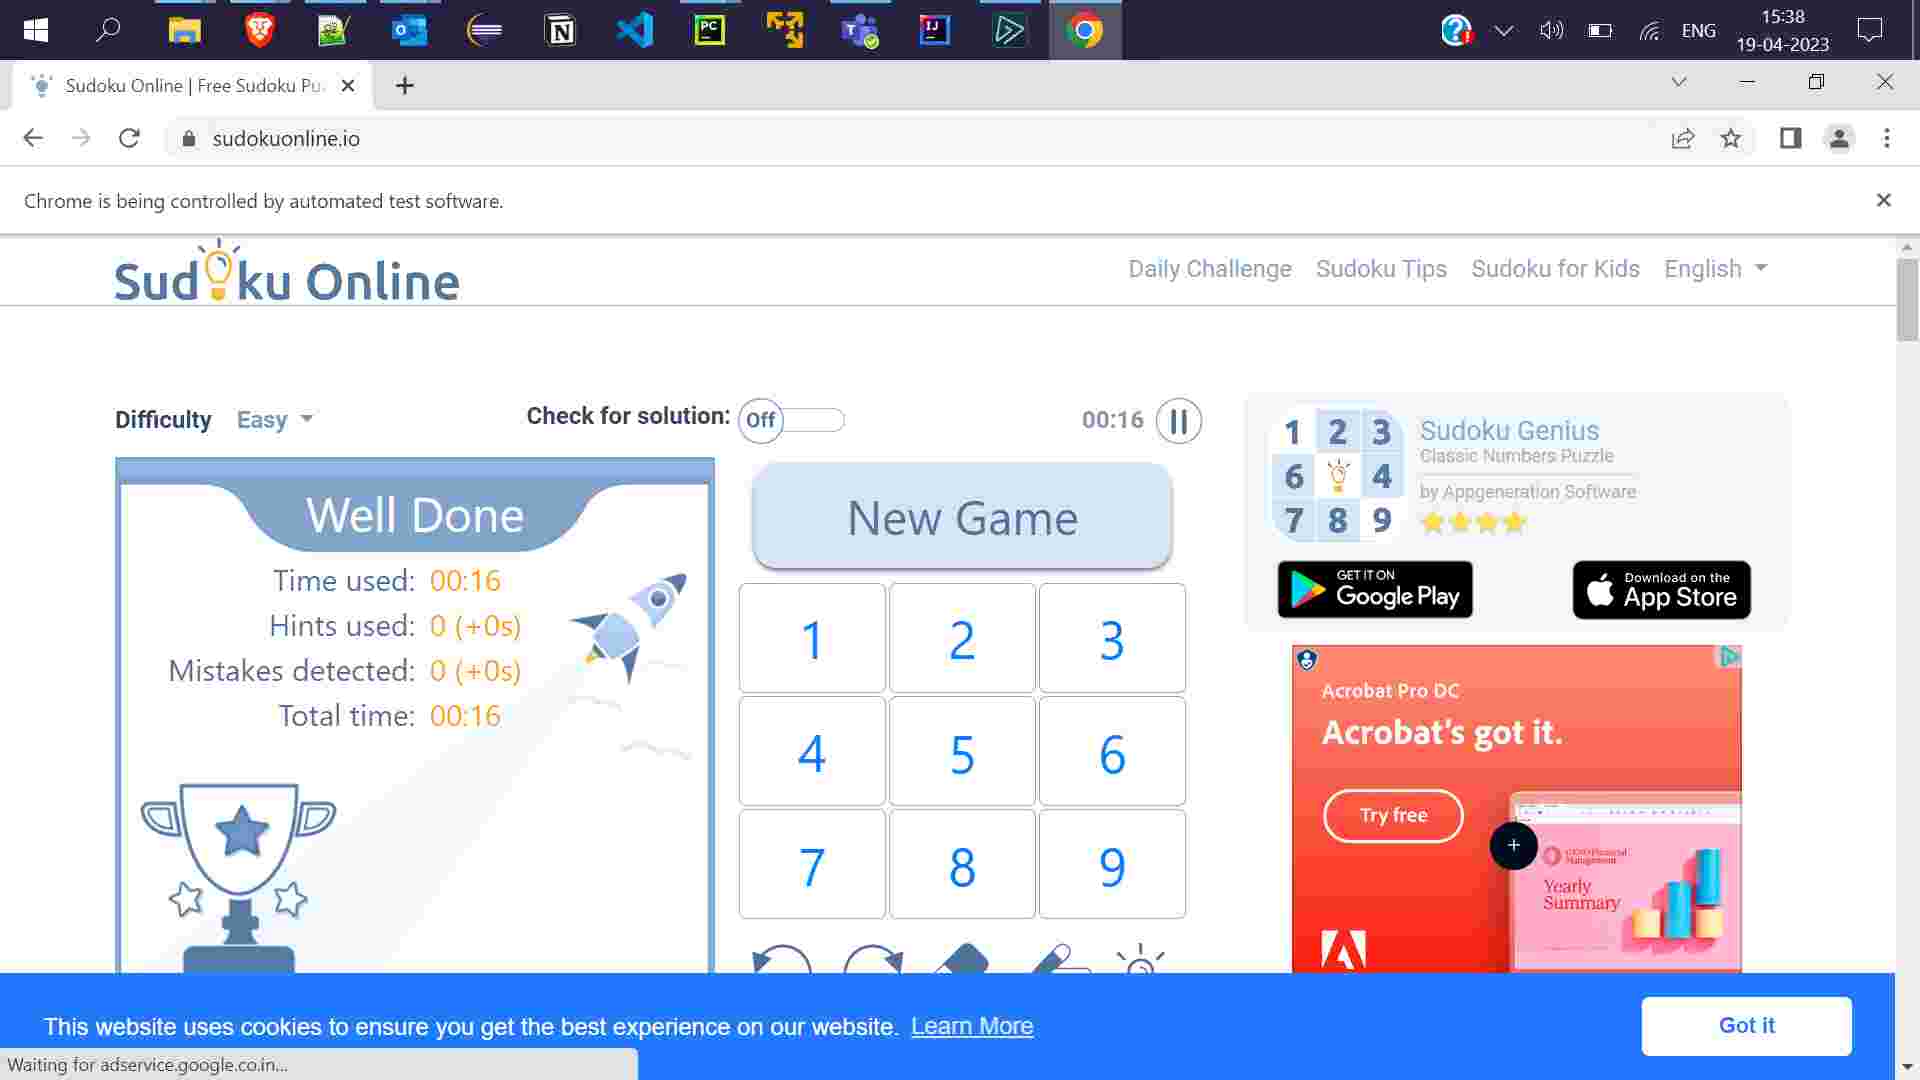 15:38
ENG
19-04-2023
Sudoku Online | Free Sudoku Pu
sudokuonline.io
Chrome is being controlled by automated test software.
Sudoku Online
Daily Challenge Sudoku Tips Sudoku for Kids English
Difficulty Easy Check for solution: Off 00:16
Well Done
Time used: 00:16
Hints used: 0 (+0s)
Mistakes detected: 0 (+0s)
Total time: 00:16
New Game
1 2 3
4 5 6
7 8 9
1 2 3
6 4
7 8 9
Sudoku Genius
Classic Numbers Puzzle
by Appgeneration Software
GET IT ON
Google Play
Download on the
App Store
Acrobat Pro DC
Acrobat's got it.
Try free
Yearly
Summary
This website uses cookies to ensure you get the best experience on our website. Learn More
Got it
Waiting for adservice.google.co.in...